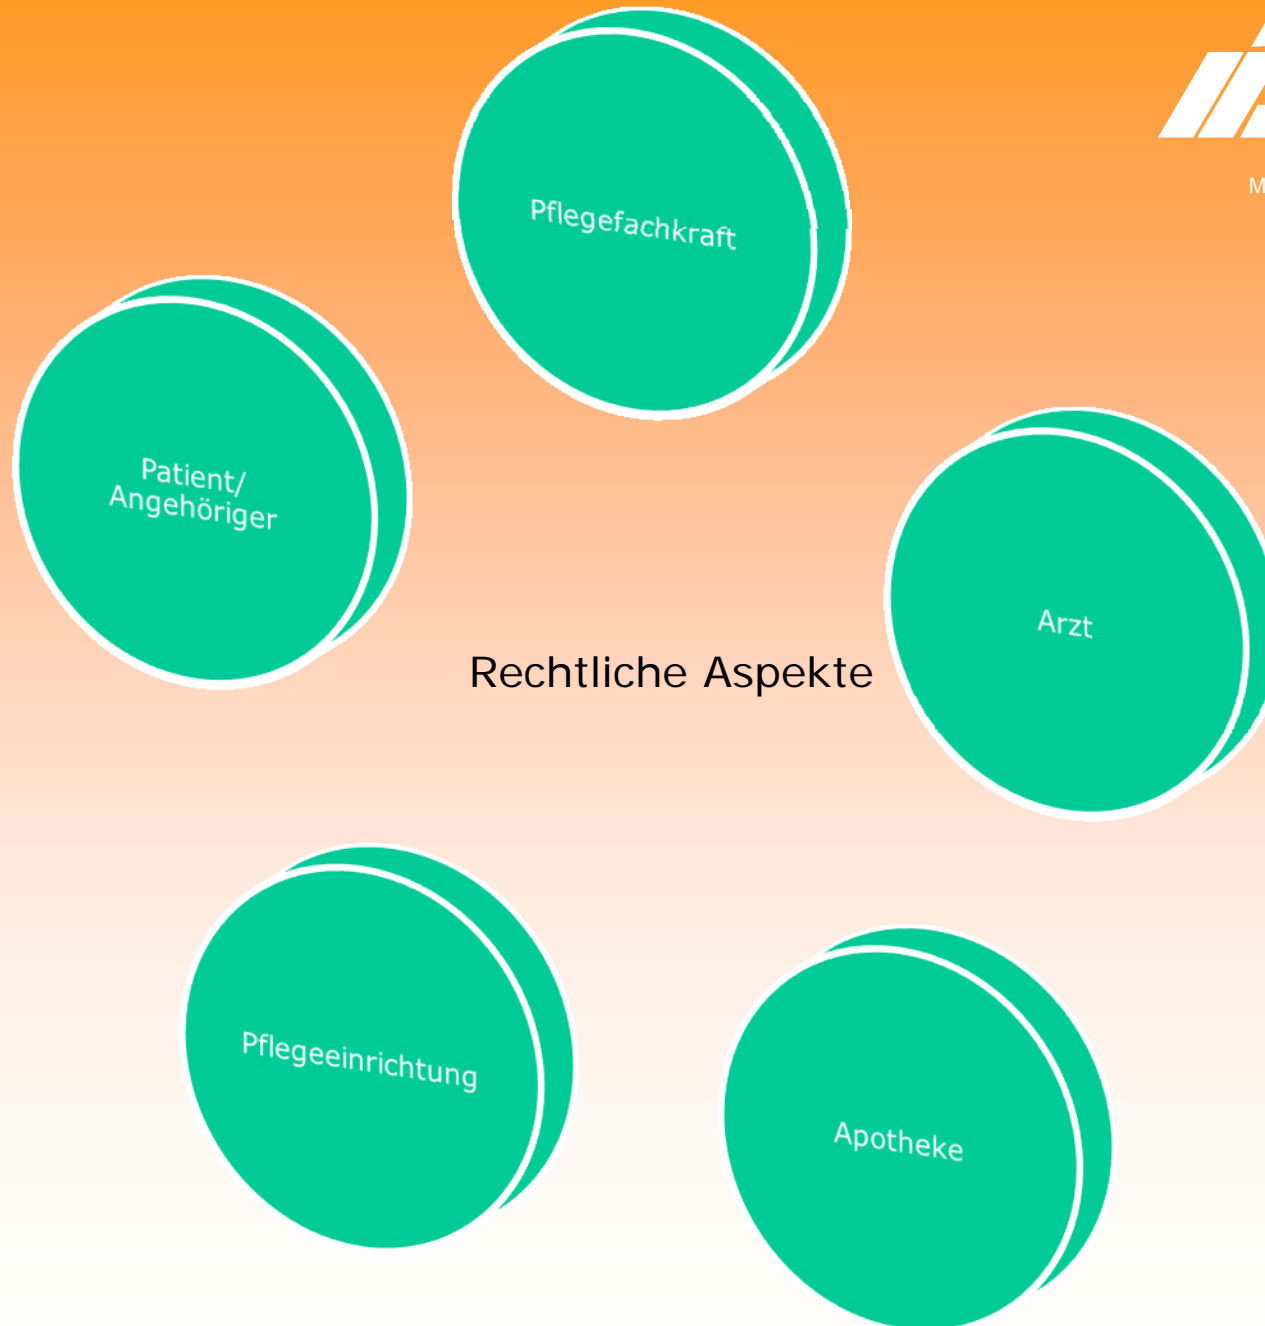 M
Pflegefachkraft
Patient/
Angehöriger
Arzt
Rechtliche Aspekte
Pflegeeinrichtung
Apotheke